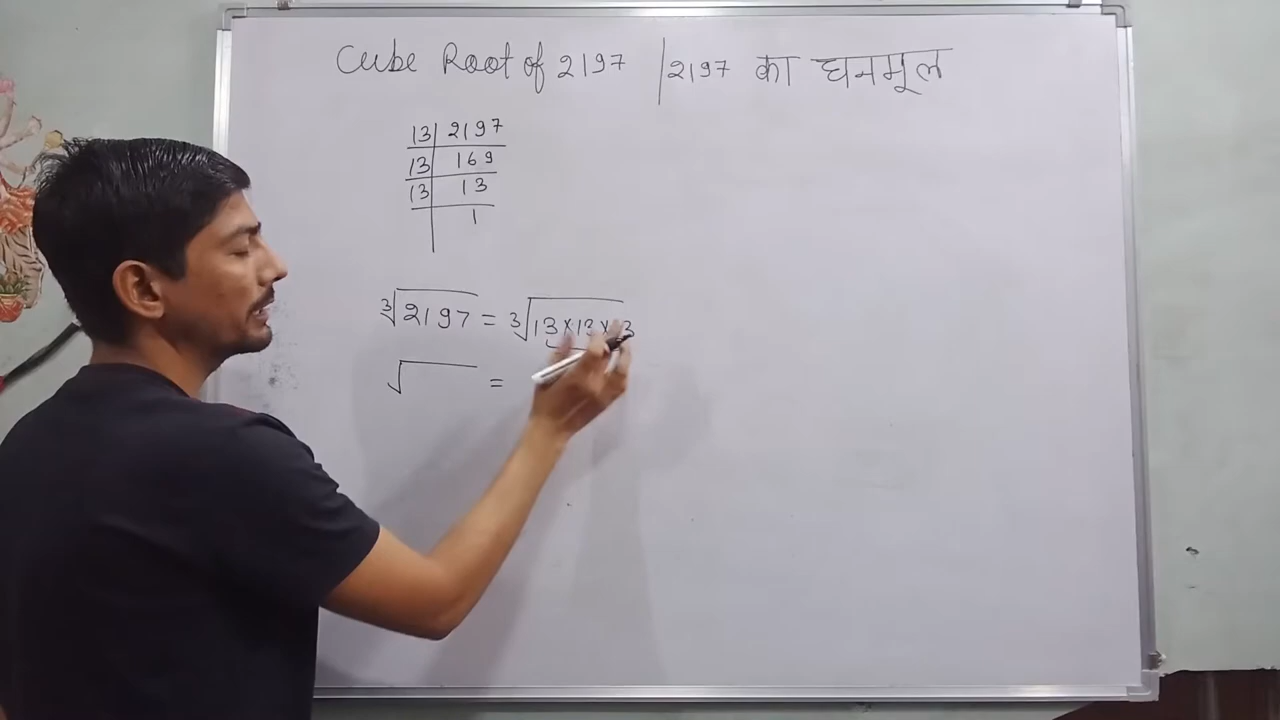 Cube Root of 2197 | 2197 का घनमूल
13 | 2197
13 | 169
13 | 13
| 1
∛2197 = ∛13×13×13
√ =